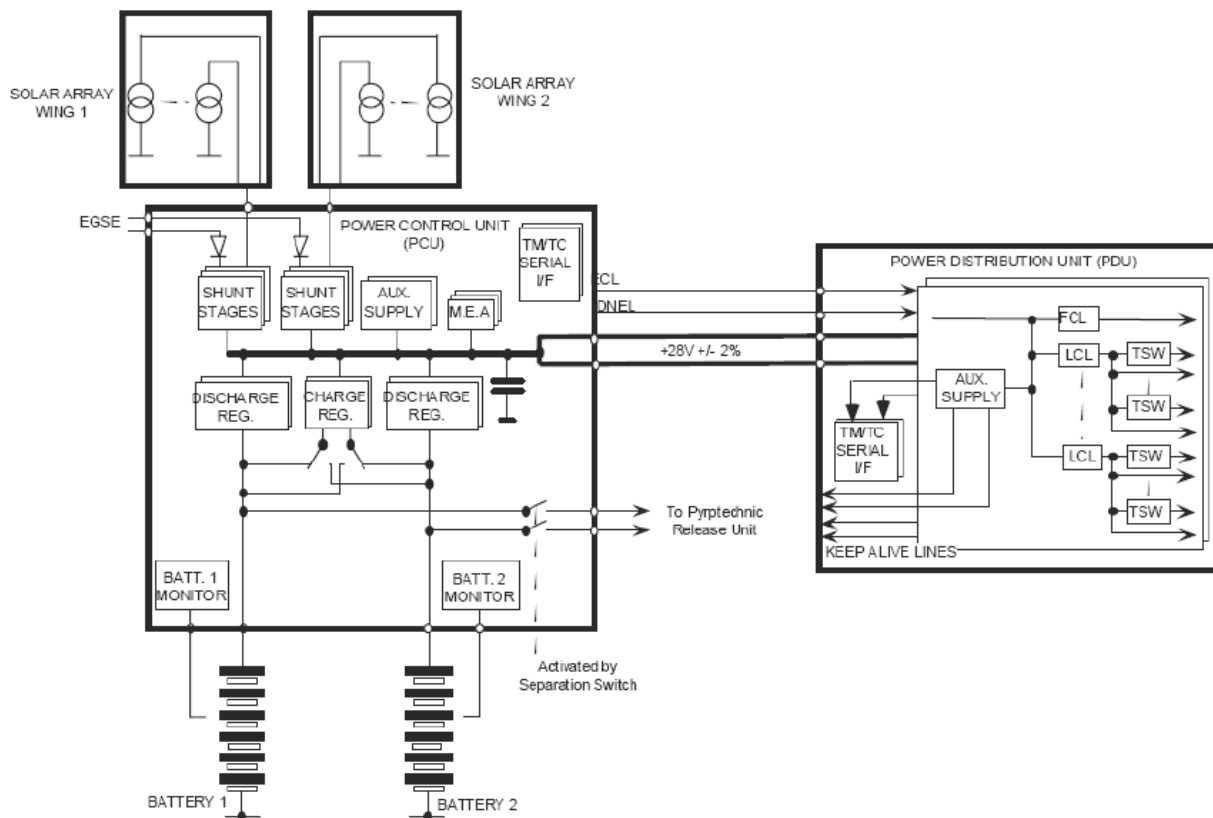 SOLAR ARRAY
WING 1
SOLAR ARRAY
WING 2
EGSE
POWER CONTROL UNIT
(PCU)
TM/TC
SERIAL
I/F
SHUNT
STAGES
SHUNT
STAGES
AUX.
SUPPLY
M.E.A
ECL
DNEL
+28V +/- 2%
DISCHARGE
REG.
CHARGE
REG.
DISCHARGE
REG.
To Pyrptechnic
Release Unit
BATT. 1
MONITOR
BATT. 2
MONITOR
Activated by
Separation Switch
BATTERY 1
BATTERY 2
POWER DISTRIBUTION UNIT (PDU)
FCL
LCL
TSW
AUX.
SUPPLY
TSW
TM/TC
SERIAL
I/F
LCL
TSW
TSW
KEEP ALIVE LINES